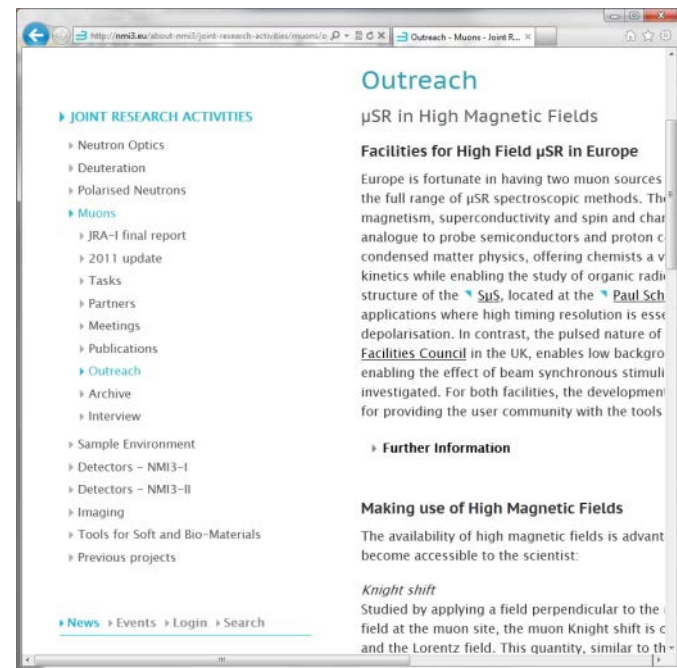 http://nmi3.eu/about-nmi3/joint-research-activities/muons/o
Outreach - Muons - Joint R...
JOINT RESEARCH ACTIVITIES
Neutron Optics
Deuteration
Polarised Neutrons
Muons
JRA-I final report
2011 update
Tasks
Partners
Meetings
Publications
Outreach
Archive
Interview
Sample Environment
Detectors - NMI3-I
Detectors - NMI3-II
Imaging
Tools for Soft and Bio-Materials
Previous projects
News Events Login Search
Outreach
µSR in High Magnetic Fields
Facilities for High Field µSR in Europe
Europe is fortunate in having two muon sources
the full range of µSR spectroscopic methods. The
magnetism, superconductivity and spin and char
analogue to probe semiconductors and proton c
condensed matter physics, offering chemists a v
kinetics while enabling the study of organic radi
structure of the SµS, located at the Paul Sch
applications where high timing resolution is esse
depolarisation. In contrast, the pulsed nature of
Facilities Council in the UK, enables low backgro
enabling the effect of beam synchronous stimuli
investigated. For both facilities, the development
for providing the user community with the tools
Further Information
Making use of High Magnetic Fields
The availability of high magnetic fields is advant
become accessible to the scientist:
Knight shift
Studied by applying a field perpendicular to the
field at the muon site, the muon Knight shift is c
and the Lorentz field. This quantity, similar to th